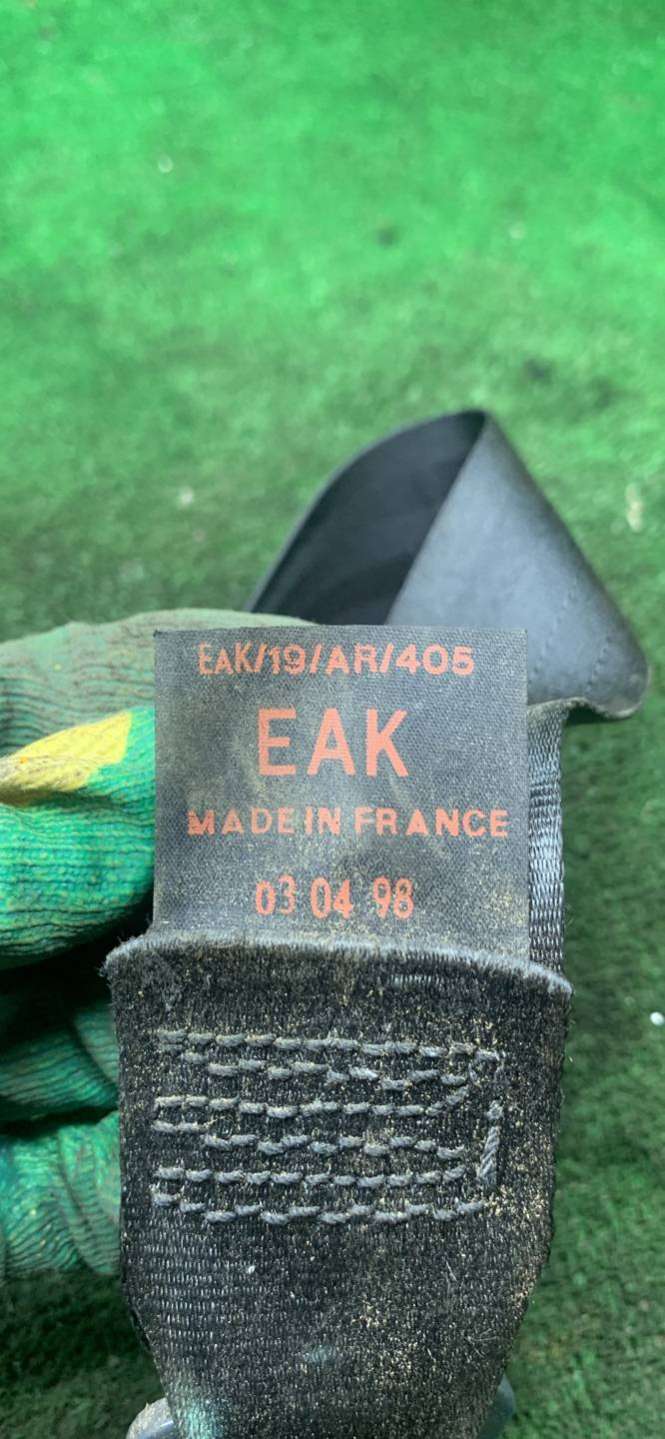 EAK/19/AR/405
EAK
MADE IN FRANCE
03 04 98